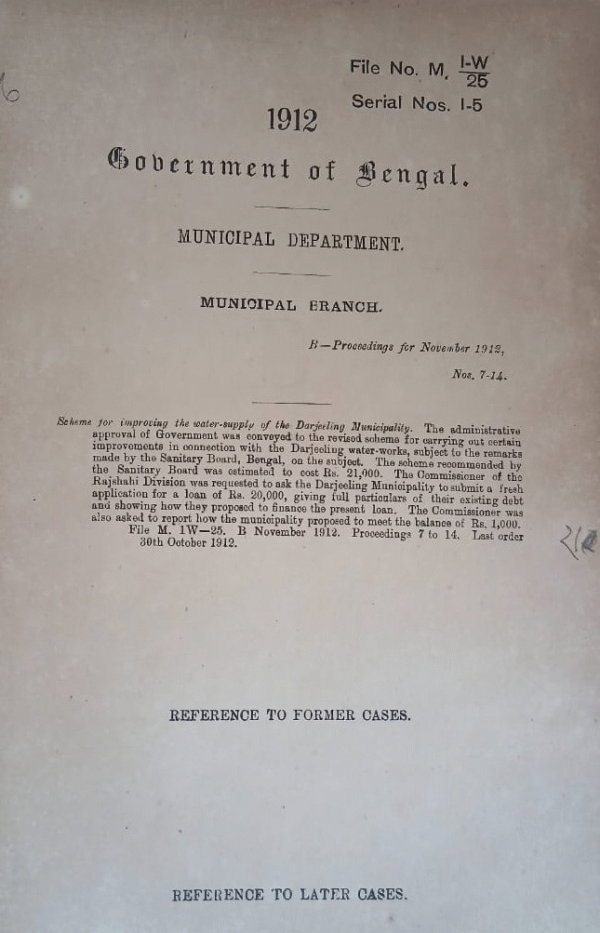 File No. M, I-W/25
Serial Nos. I-5
1912
Government of Bengal.
MUNICIPAL DEPARTMENT.
MUNICIPAL BRANCH.
B—Proceedings for November 1912,
Nos. 7-14.
Scheme for improving the water-supply of the Darjeeling Municipality. The administrative
approval of Government was conveyed to the revised scheme for carrying out certain
improvements in connection with the Darjeeling water-works, subject to the remarks
made by the Sanitary Board, Bengal, on the subject. The scheme recommended by
the Sanitary Board was estimated to cost Rs. 21,000. The Commissioner of the
Rajshahi Division was requested to ask the Darjeeling Municipality to submit a fresh
application for a loan of Rs. 20,000, giving full particulars of their existing debt
and showing how they proposed to finance the present loan. The Commissioner was
also asked to report how the municipality proposed to meet the balance of Rs. 1,000.
File M. 1W—25. B November 1912. Proceedings 7 to 14. Last order
30th October 1912.
REFERENCE TO FORMER CASES.
REFERENCE TO LATER CASES.